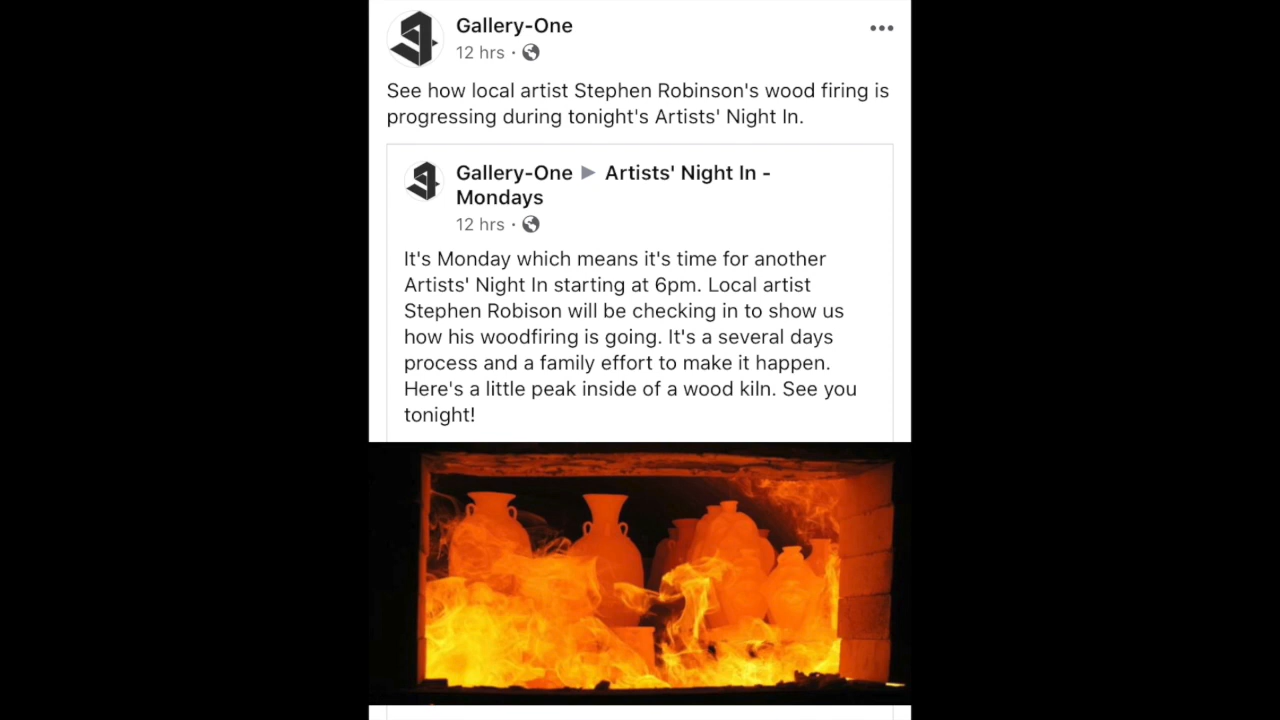 Gallery-One
12 hrs ·
See how local artist Stephen Robinson's wood firing is
progressing during tonight's Artists' Night In.
Gallery-One ▶ Artists' Night In -
Mondays
12 hrs ·
It's Monday which means it's time for another
Artists' Night In starting at 6pm. Local artist
Stephen Robison will be checking in to show us
how his woodfiring is going. It's a several days
process and a family effort to make it happen.
Here's a little peak inside of a wood kiln. See you
tonight!